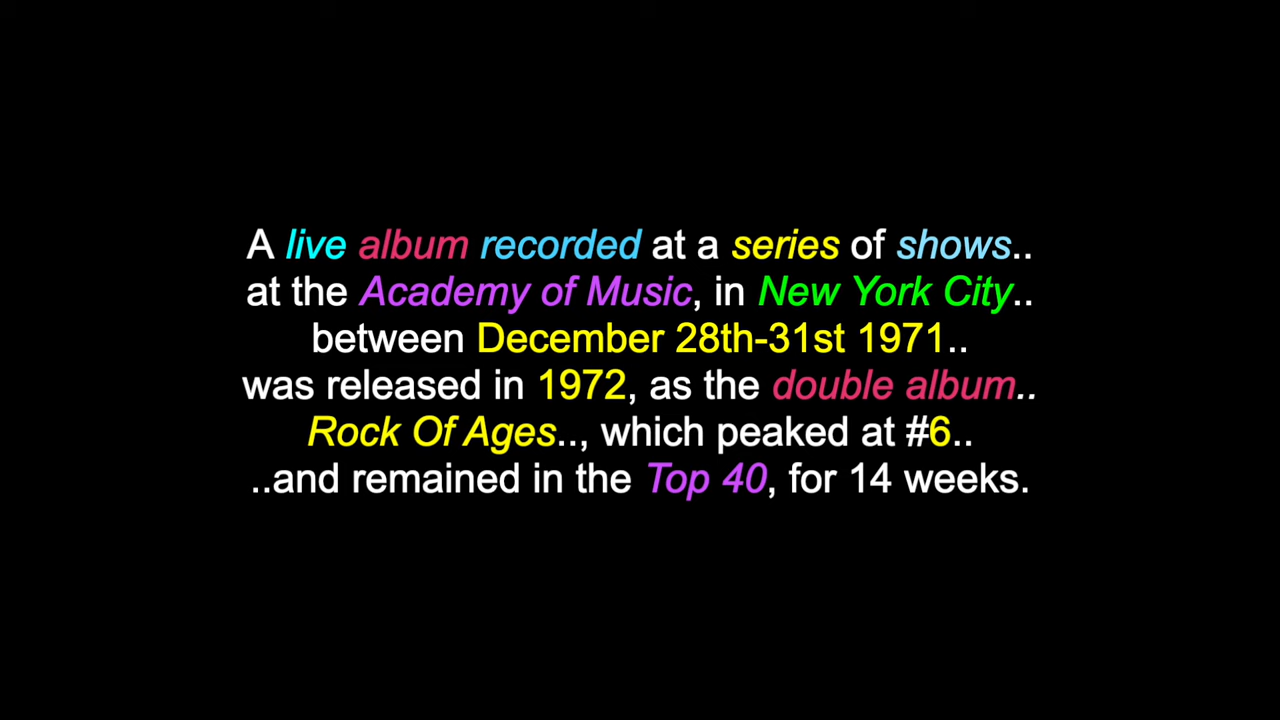 A live album recorded at a series of shows..
at the Academy of Music, in New York City..
between December 28th-31st 1971..
was released in 1972, as the double album..
Rock Of Ages.., which peaked at #6..
..and remained in the Top 40, for 14 weeks.